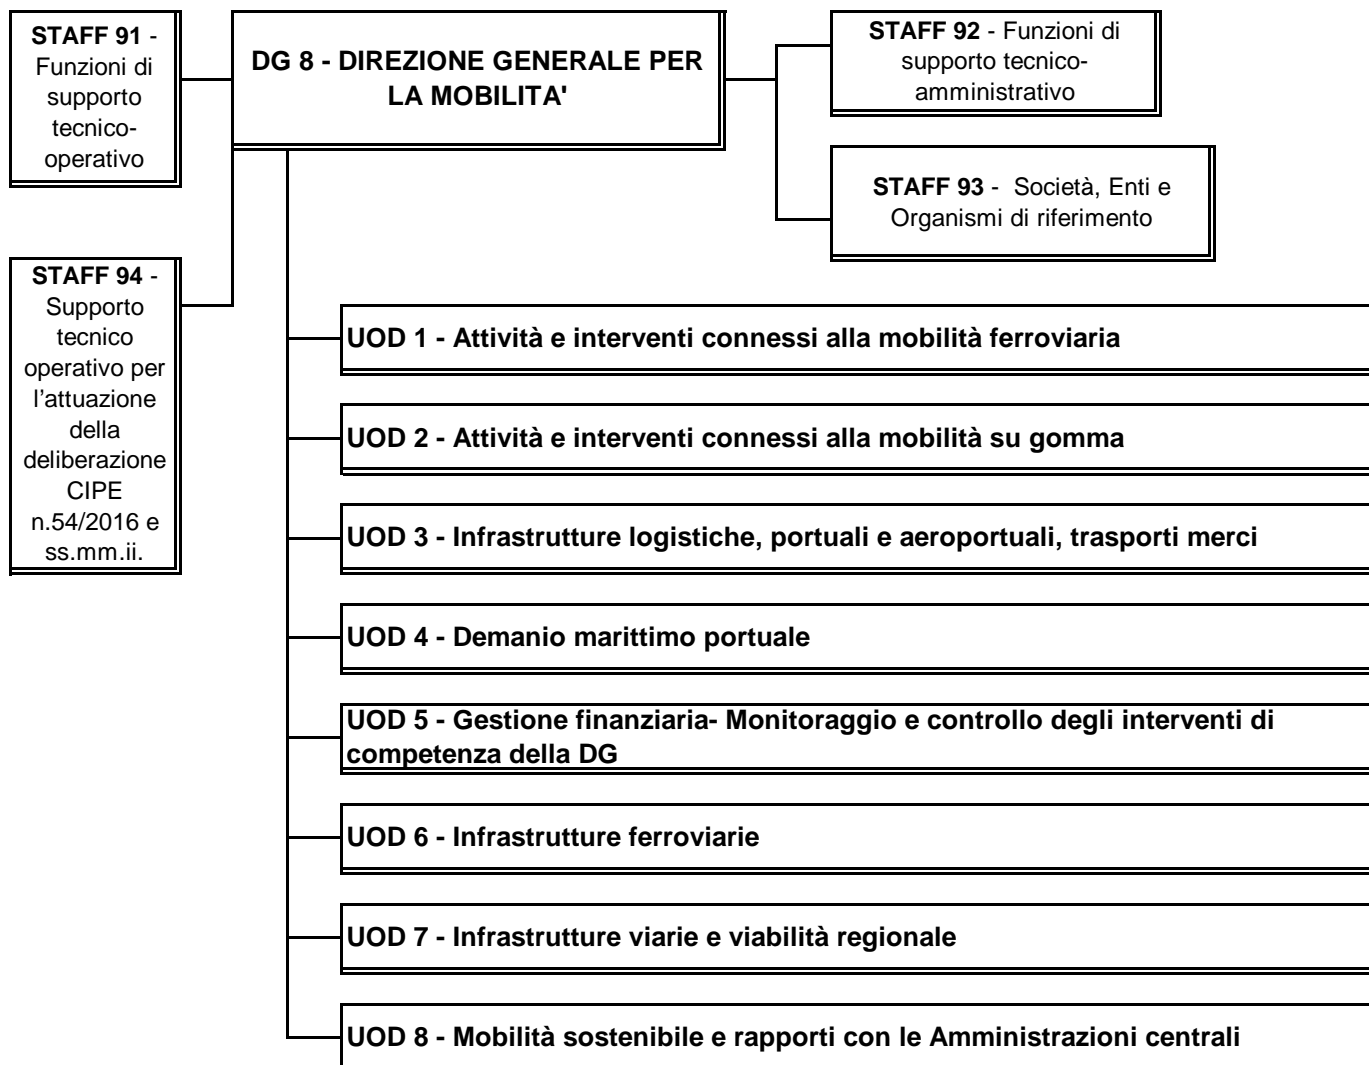 STAFF 91 -
Funzioni di
supporto
tecnico-
operativo
DG 8 - DIREZIONE GENERALE PER
LA MOBILITA'
STAFF 92 - Funzioni di
supporto tecnico-
amministrativo
STAFF 93 - Società, Enti e
Organismi di riferimento
STAFF 94 -
Supporto
tecnico
operativo per
l’attuazione
della
deliberazione
CIPE
n.54/2016 e
ss.mm.ii.
UOD 1 - Attività e interventi connessi alla mobilità ferroviaria
UOD 2 - Attività e interventi connessi alla mobilità su gomma
UOD 3 - Infrastrutture logistiche, portuali e aeroportuali, trasporti merci
UOD 4 - Demanio marittimo portuale
UOD 5 - Gestione finanziaria- Monitoraggio e controllo degli interventi di
competenza della DG
UOD 6 - Infrastrutture ferroviarie
UOD 7 - Infrastrutture viarie e viabilità regionale
UOD 8 - Mobilità sostenibile e rapporti con le Amministrazioni centrali